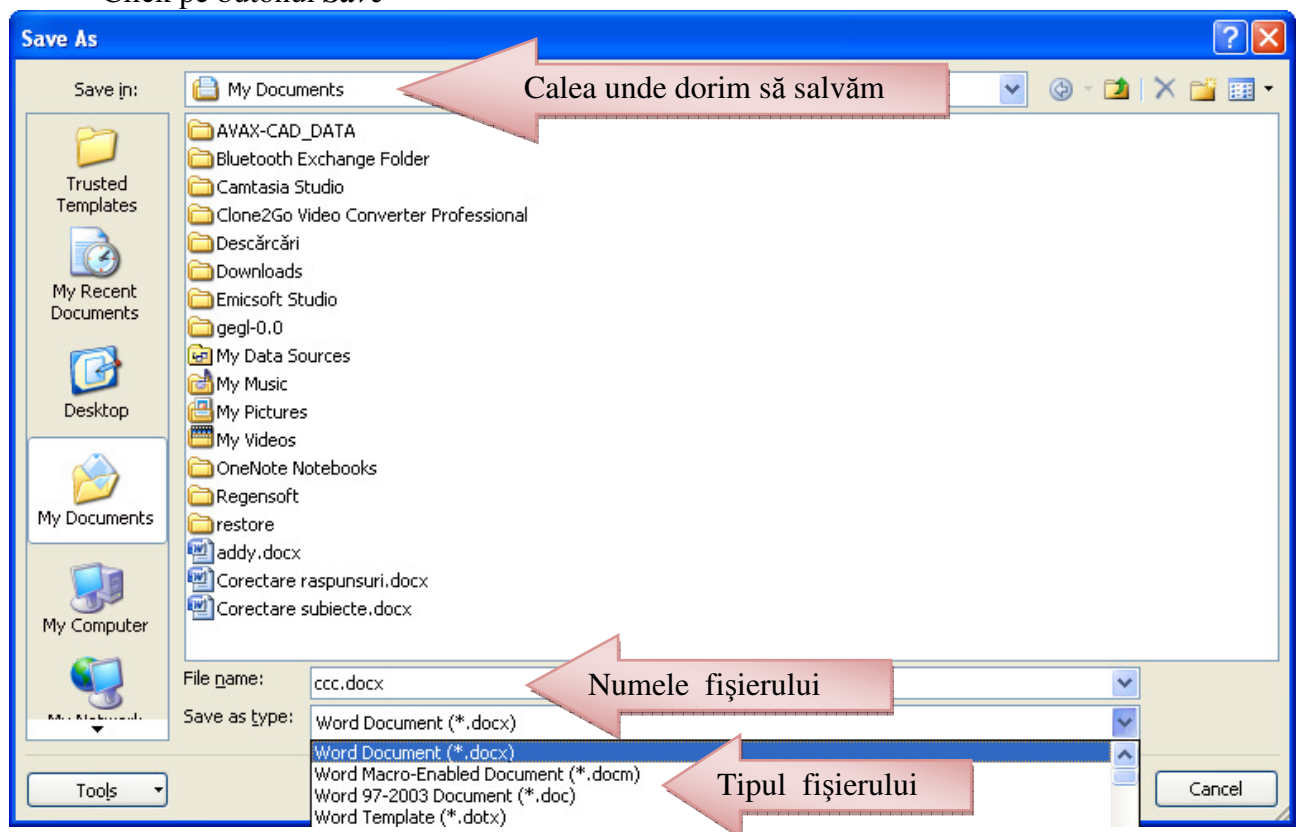 Click pe butonul Save
Save As
Save in:
My Documents
Calea unde dorim să salvăm
Trusted
Templates
My Recent
Documents
Desktop
My Documents
My Computer
AVAX-CAD_DATA
Bluetooth Exchange Folder
Camtasia Studio
Clone2Go Video Converter Professional
Descărcări
Downloads
Emicsoft Studio
gegl-0.0
My Data Sources
My Music
My Pictures
My Videos
OneNote Notebooks
Regensoft
restore
addy.docx
Corectare raspunsuri.docx
Corectare subiecte.docx
File name:
ccc.docx
Numele fişierului
Save as type:
Word Document (*.docx)
Word Document (*.docx)
Word Macro-Enabled Document (*.docm)
Word 97-2003 Document (*.doc)
Word Template (*.dotx)
Tipul fişierului
Tools
Cancel